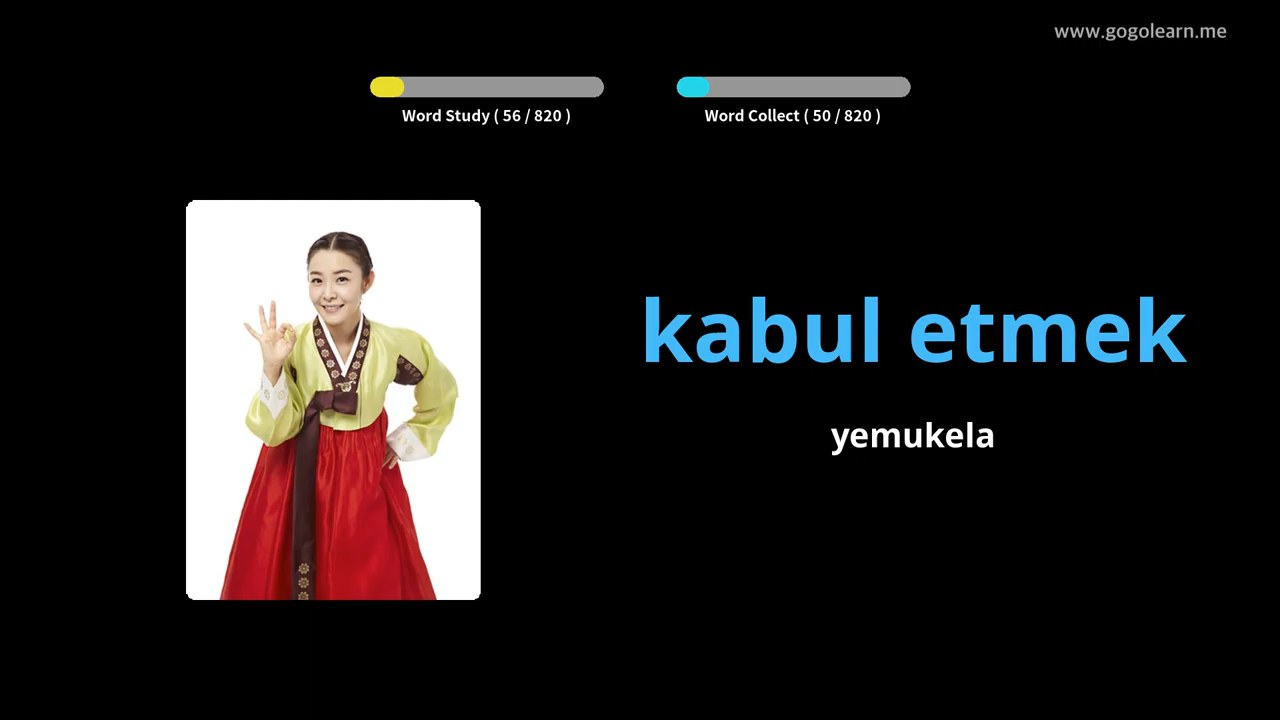 www.gogolearn.me
Word Study ( 56 / 820 )
Word Collect ( 50 / 820 )
kabul etmek
yemukela